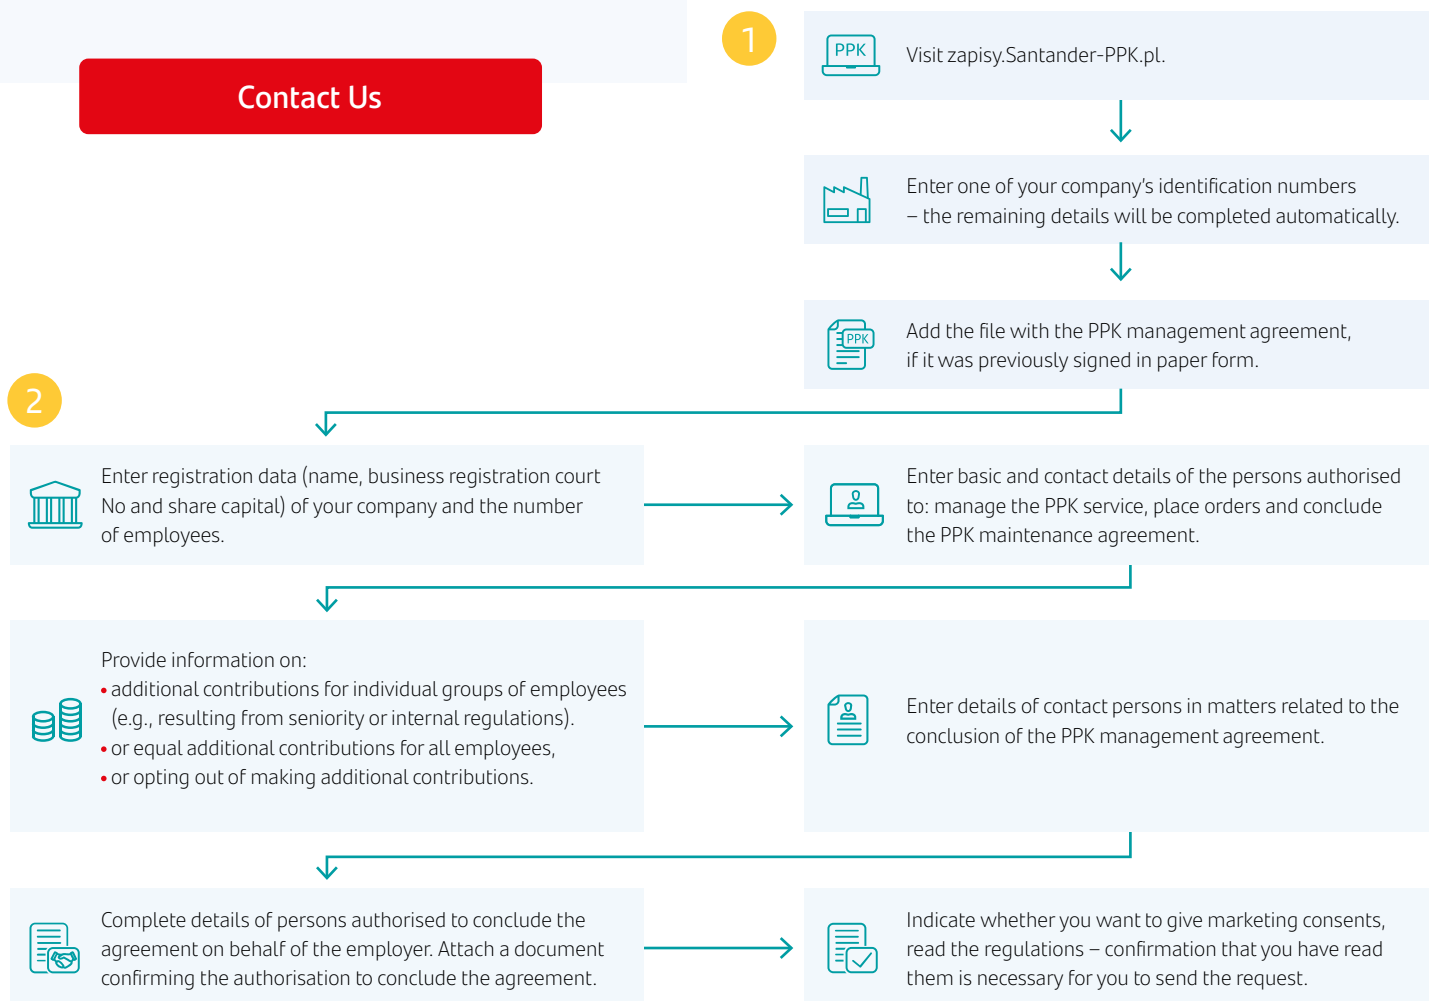 Contact Us
1
PPK
Visit zapisy.Santander-PPK.pl.
Enter one of your company's identification numbers
– the remaining details will be completed automatically.
PPK
Add the file with the PPK management agreement,
if it was previously signed in paper form.
2
Enter registration data (name, business registration court
No and share capital) of your company and the number
of employees.
Enter basic and contact details of the persons authorised
to: manage the PPK service, place orders and conclude
the PPK maintenance agreement.
Provide information on:
• additional contributions for individual groups of employees
(e.g., resulting from seniority or internal regulations).
• or equal additional contributions for all employees,
• or opting out of making additional contributions.
Enter details of contact persons in matters related to the
conclusion of the PPK management agreement.
Complete details of persons authorised to conclude the
agreement on behalf of the employer. Attach a document
confirming the authorisation to conclude the agreement.
Indicate whether you want to give marketing consents,
read the regulations – confirmation that you have read
them is necessary for you to send the request.